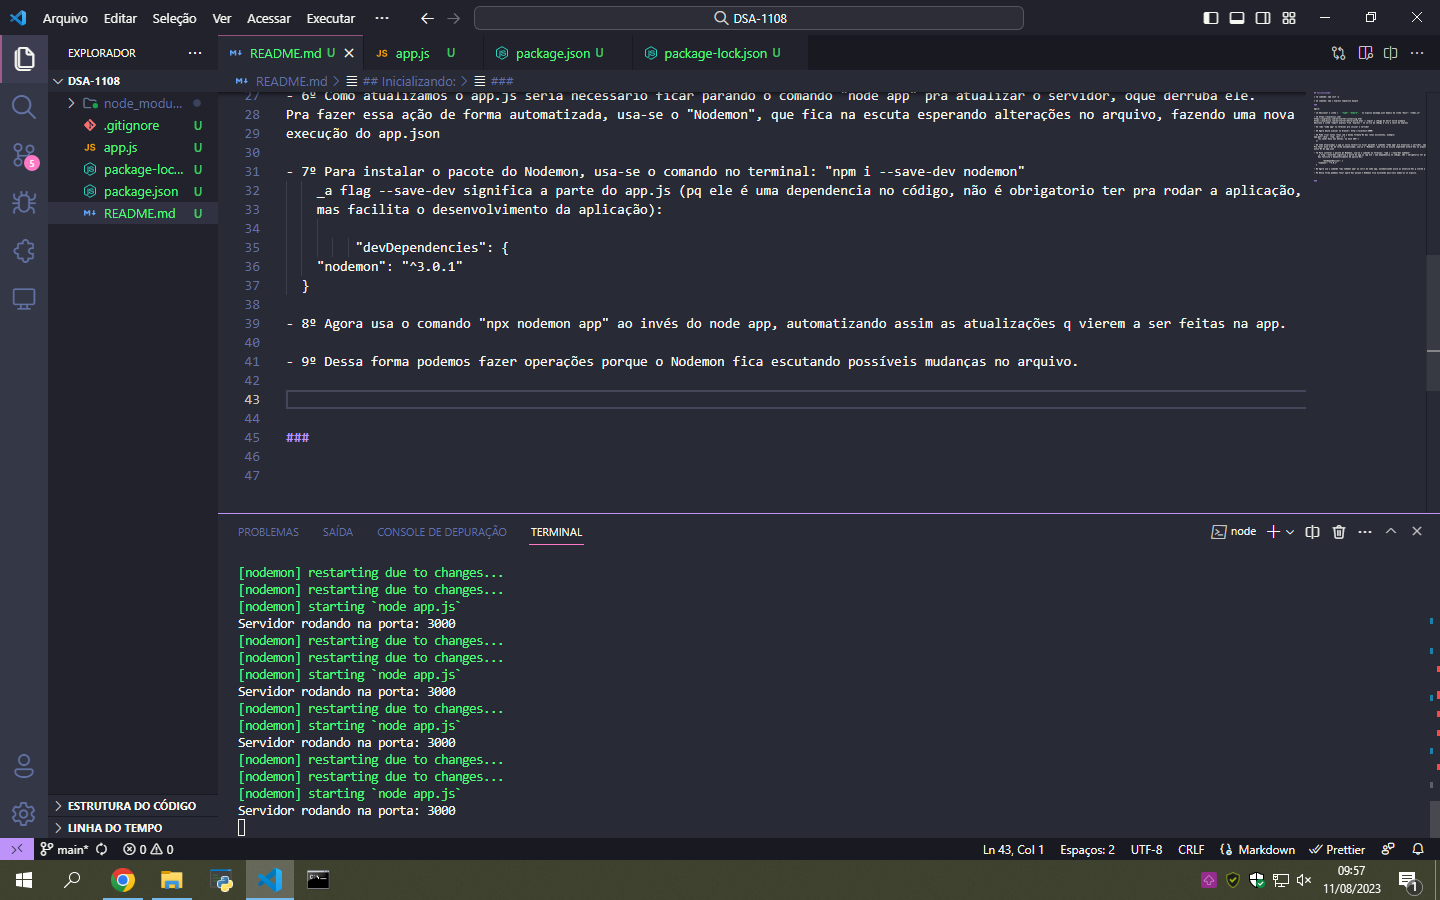 Arquivo Editar Seleção Ver Acessar Executar ··· DSA-1108
EXPLORADOR ···
README.md U app.js U package.json U package-lock.json U
DSA-1108
README.md > ## Inicializando: > ###
node_modu...
.gitignore U
JS app.js U
package-loc... U
package.json U
README.md U
27 - 6º Como atualizamos o app.js seria necessario ficar parando o comando "node app" pra atualizar o servidor, oque derruba ele.
28 Pra fazer essa ação de forma automatizada, usa-se o "Nodemon", que fica na escuta esperando alterações no arquivo, fazendo uma nova
29 execução do app.json
30
31 - 7º Para instalar o pacote do Nodemon, usa-se o comando no terminal: "npm i --save-dev nodemon"
32 _a flag --save-dev significa a parte do app.js (pq ele é uma dependencia no código, não é obrigatorio ter pra rodar a aplicação,
33 mas facilita o desenvolvimento da aplicação):
34
35 "devDependencies": {
36 "nodemon": "^3.0.1"
37 }
38
39 - 8º Agora usa o comando "npx nodemon app" ao invés do node app, automatizando assim as atualizações q vierem a ser feitas na app.
40
41 - 9º Dessa forma podemos fazer operações porque o Nodemon fica escutando possíveis mudanças no arquivo.
42
43
44
45 ###
46
47
5
PROBLEMAS SAÍDA CONSOLE DE DEPURAÇÃO TERMINAL node
[nodemon] restarting due to changes...
[nodemon] restarting due to changes...
[nodemon] starting `node app.js`
Servidor rodando na porta: 3000
[nodemon] restarting due to changes...
[nodemon] restarting due to changes...
[nodemon] starting `node app.js`
Servidor rodando na porta: 3000
[nodemon] restarting due to changes...
[nodemon] starting `node app.js`
Servidor rodando na porta: 3000
[nodemon] restarting due to changes...
[nodemon] restarting due to changes...
[nodemon] starting `node app.js`
Servidor rodando na porta: 3000
ESTRUTURA DO CÓDIGO
LINHA DO TEMPO
main* 0 0 Ln 43, Col 1 Espaços: 2 UTF-8 CRLF Markdown Prettier
09:57
11/08/2023
1